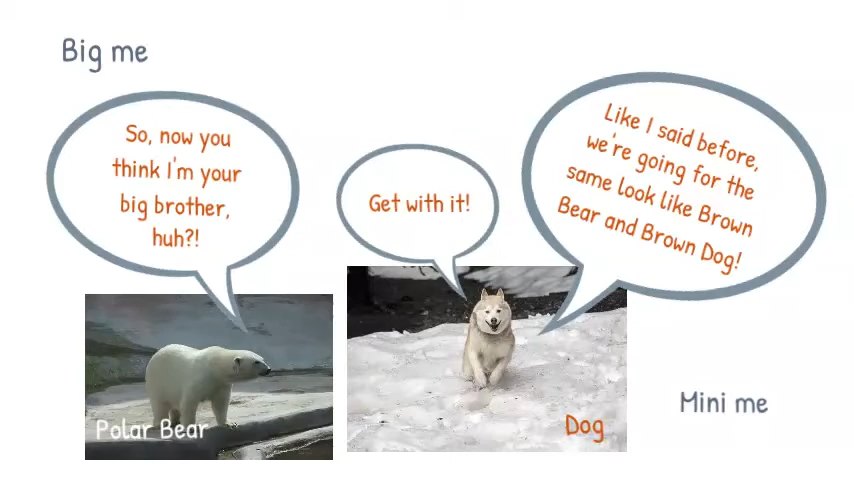 Big me
So, now you
think I'm your
big brother,
huh?!
Get with it!
Like I said before,
we're going for the
same look like Brown
Bear and Brown Dog!
Polar Bear
Dog
Mini me